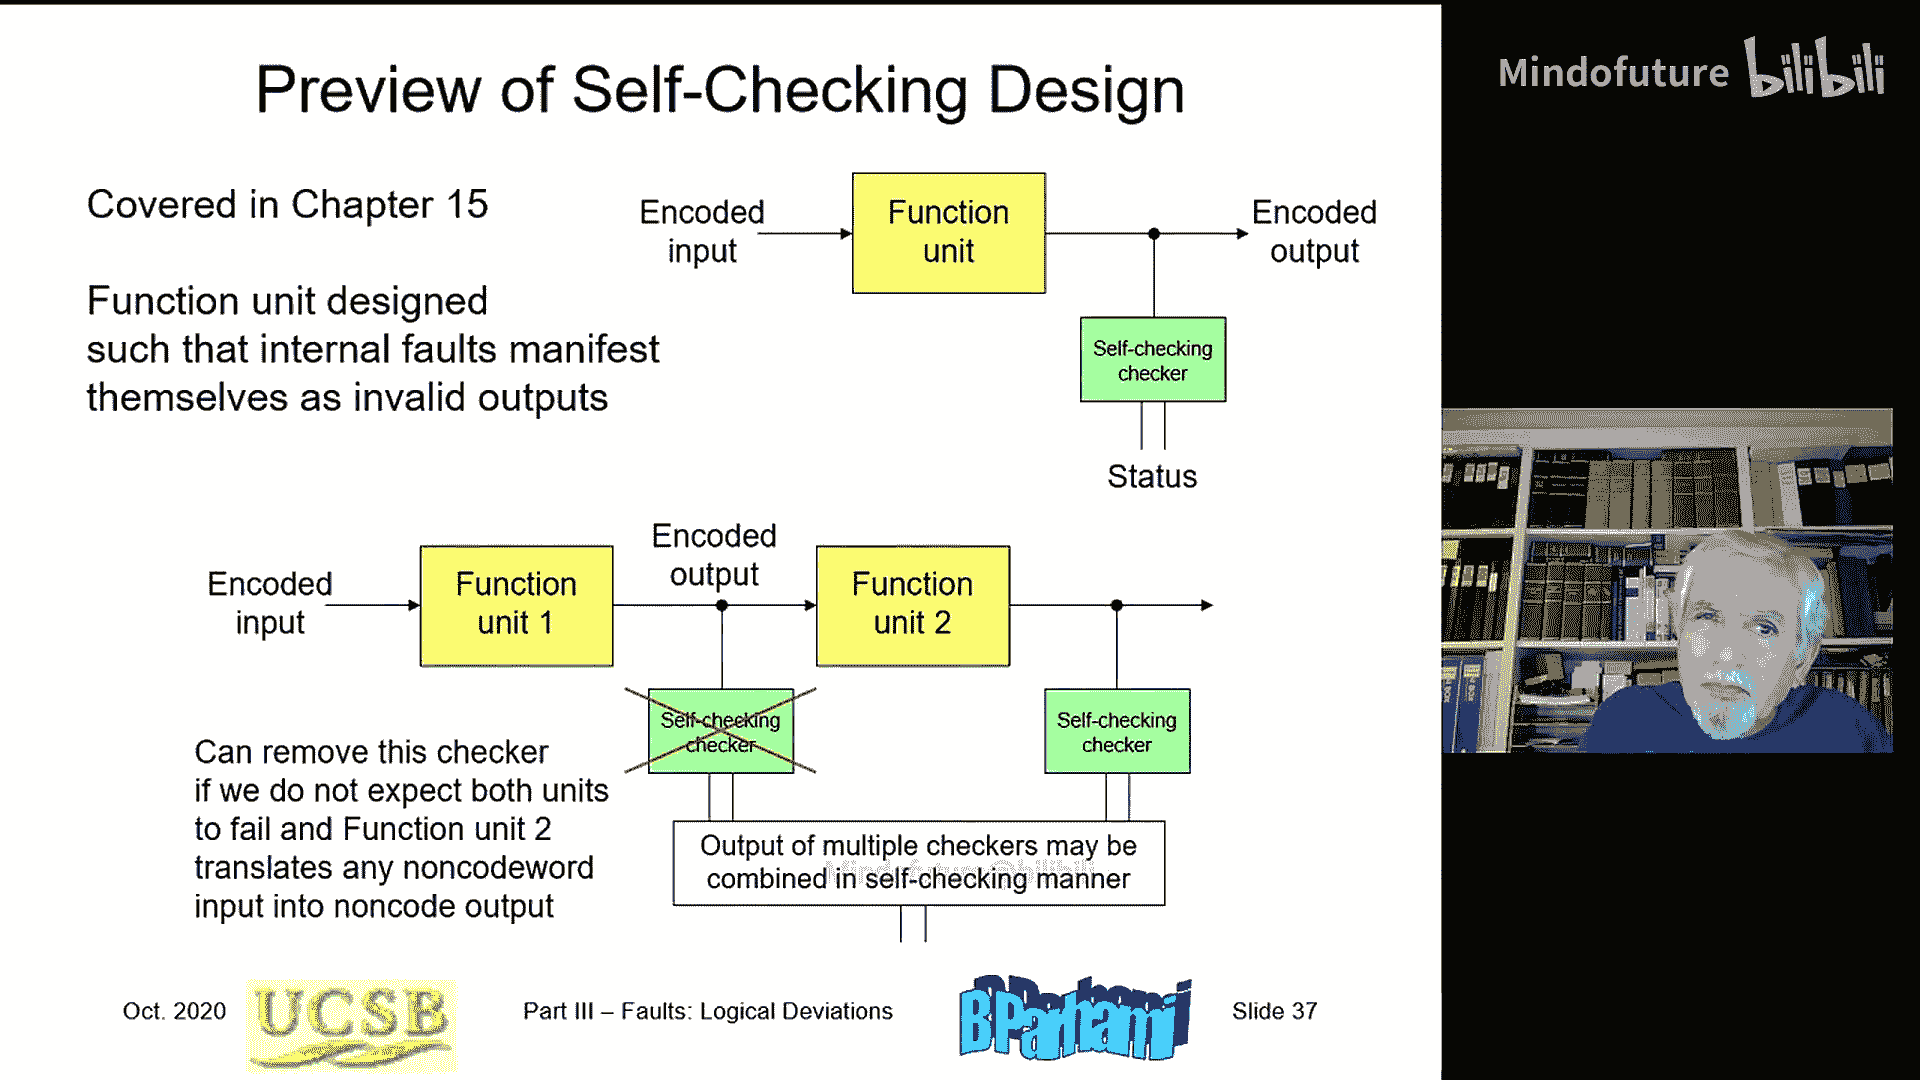 Preview of Self-Checking Design
Mindofuture bilibili
Covered in Chapter 15
Function unit designed
such that internal faults manifest
themselves as invalid outputs
Encoded
input
Function
unit
Encoded
output
Self-checking
checker
Status
Encoded
input
Function
unit 1
Encoded
output
Function
unit 2
Self-checking
checker
Self-checking
checker
Can remove this checker
if we do not expect both units
to fail and Function unit 2
translates any noncodeword
input into noncode output
Output of multiple checkers may be
combined in self-checking manner
Mindofuture@bilibili
Oct. 2020
UCSB
Part III – Faults: Logical Deviations
BParhami
Slide 37